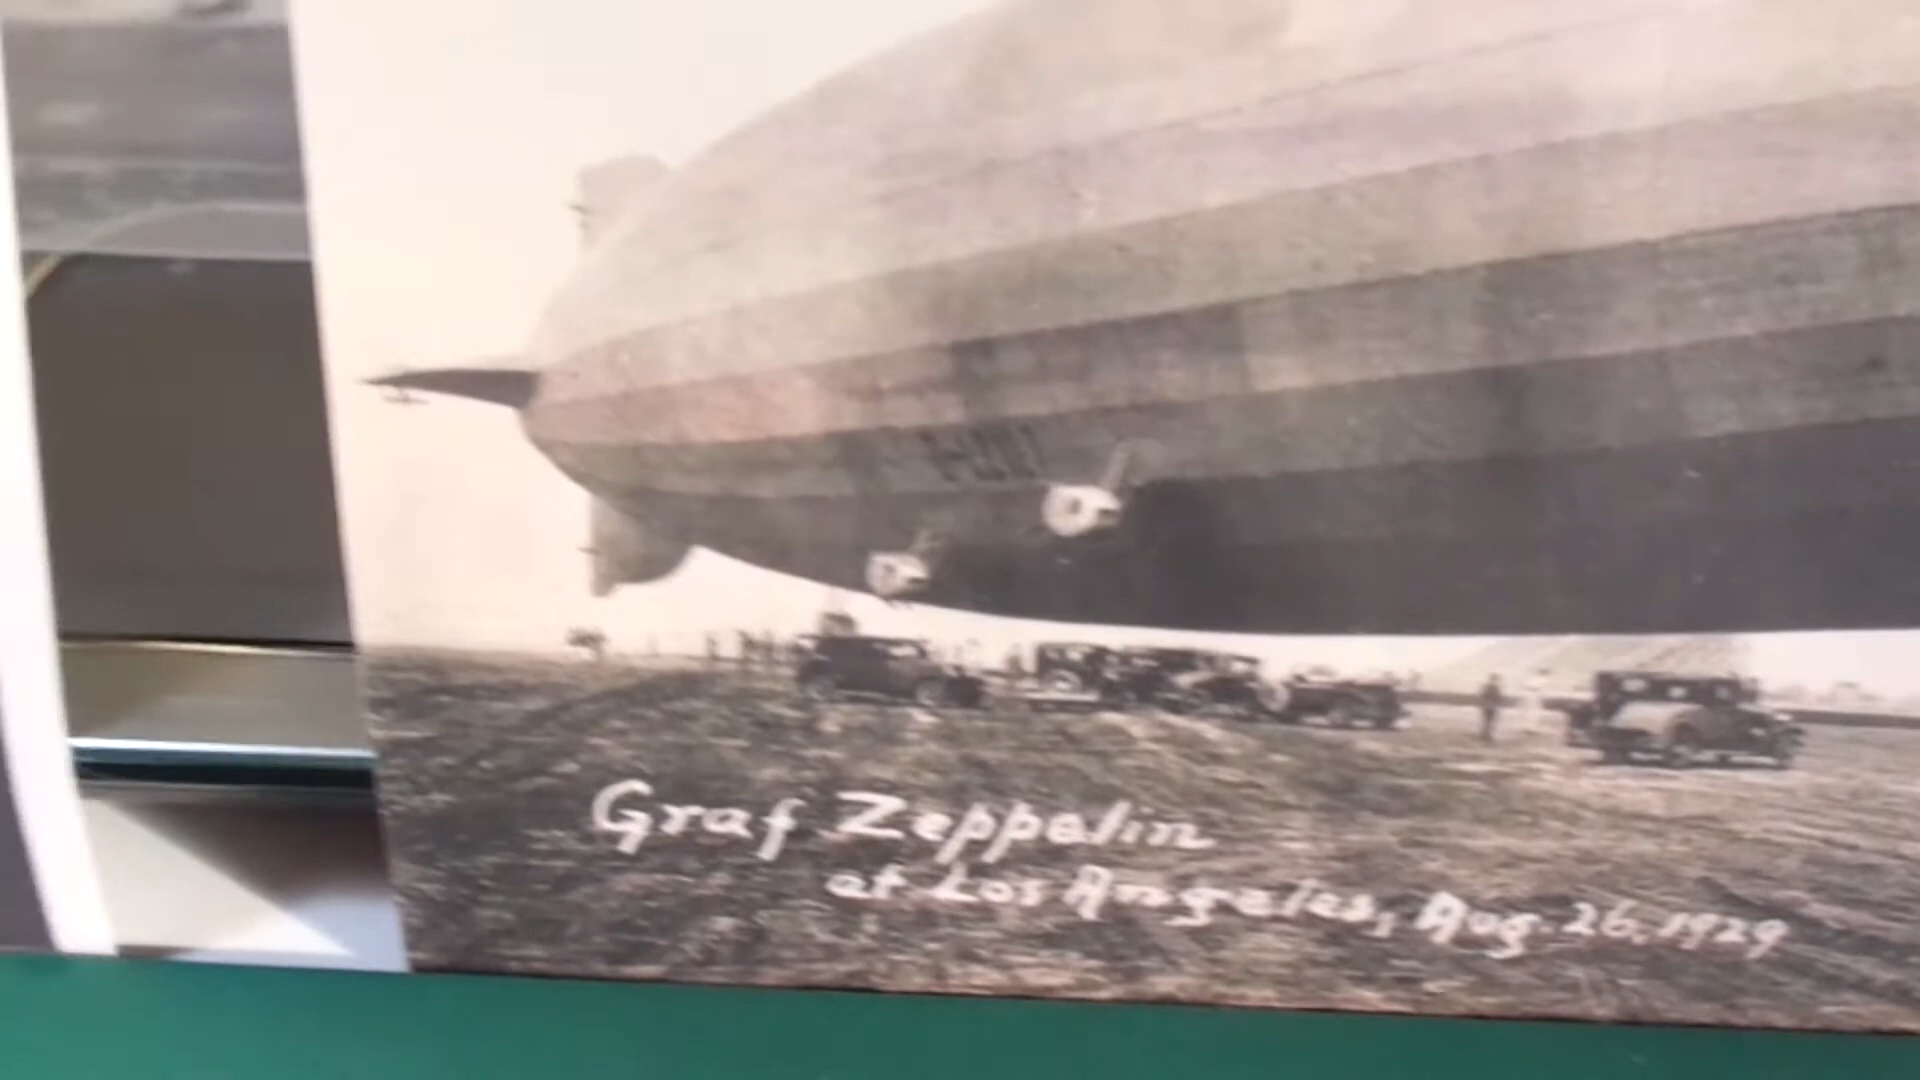 Graf Zeppelin
at Los Angeles, Aug. 26, 1929